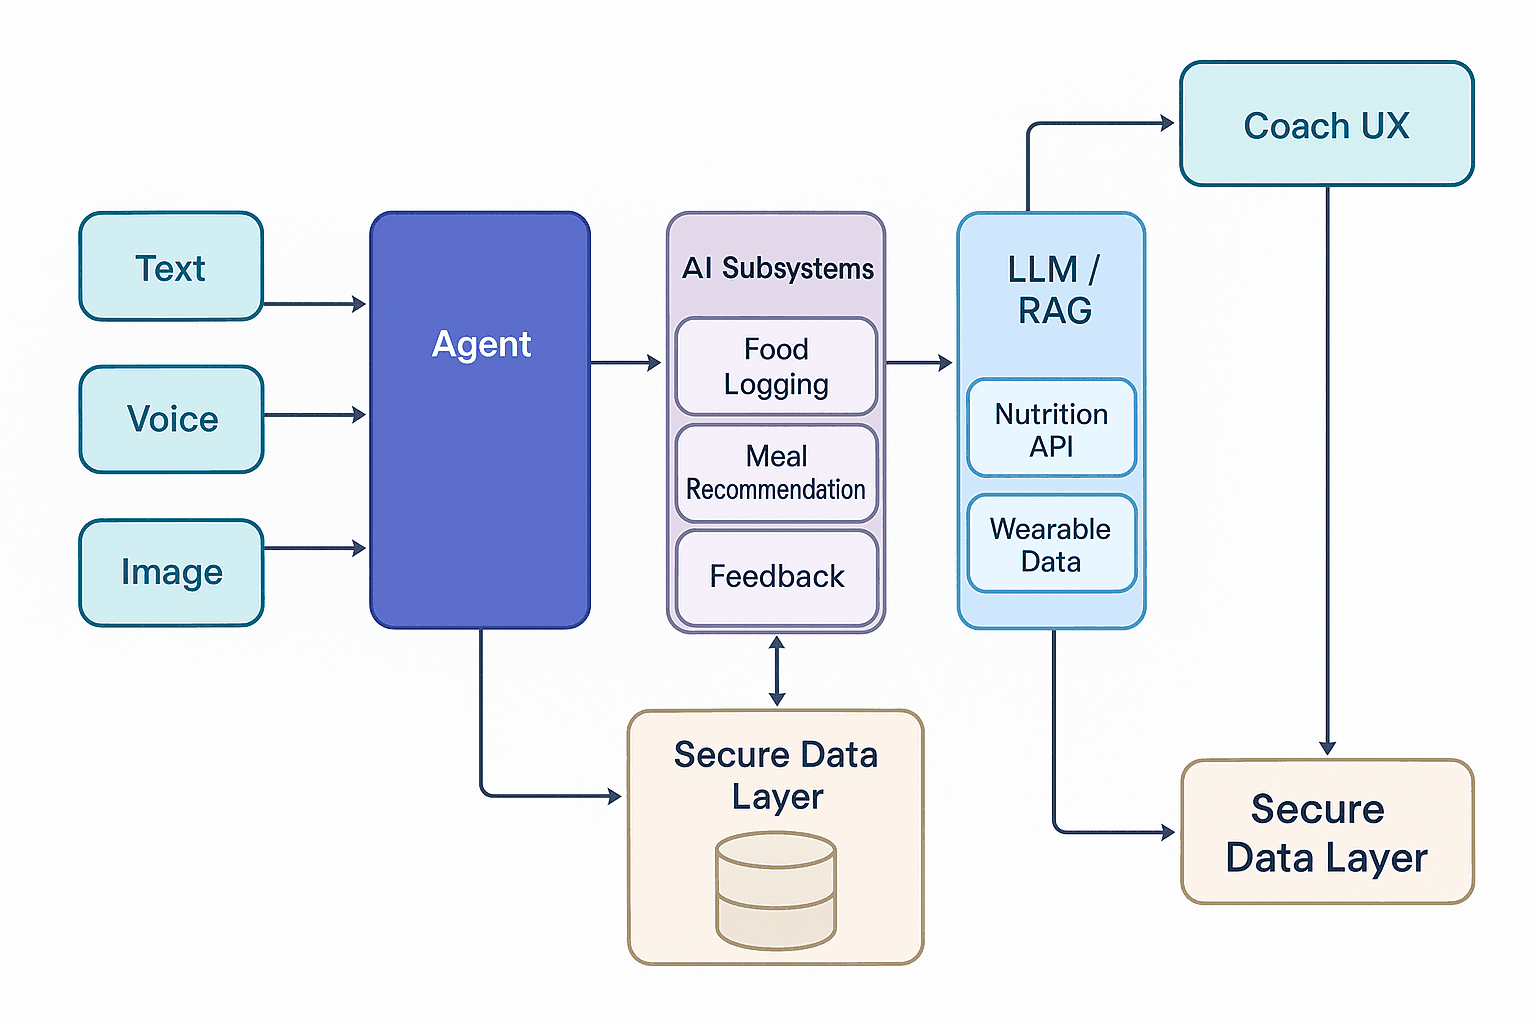 Text
Voice
Image
Agent
AI Subsystems
Food
Logging
Meal
Recommendation
Feedback
LLM /
RAG
Nutrition
API
Wearable
Data
Coach UX
Secure Data
Layer
Secure
Data Layer